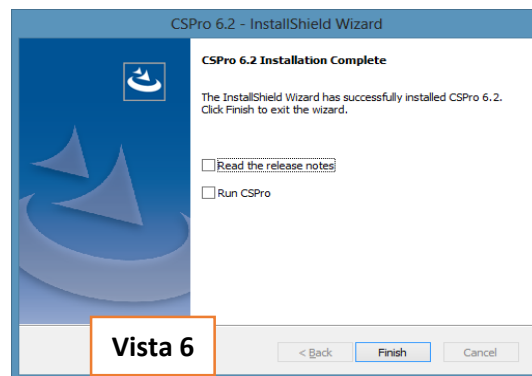 CSPro 6.2 - InstallShield Wizard
CSPro 6.2 Installation Complete
The InstallShield Wizard has successfully installed CSPro 6.2.
Click Finish to exit the wizard.
Read the release notes
Run CSPro
Vista 6
< Back Finish Cancel